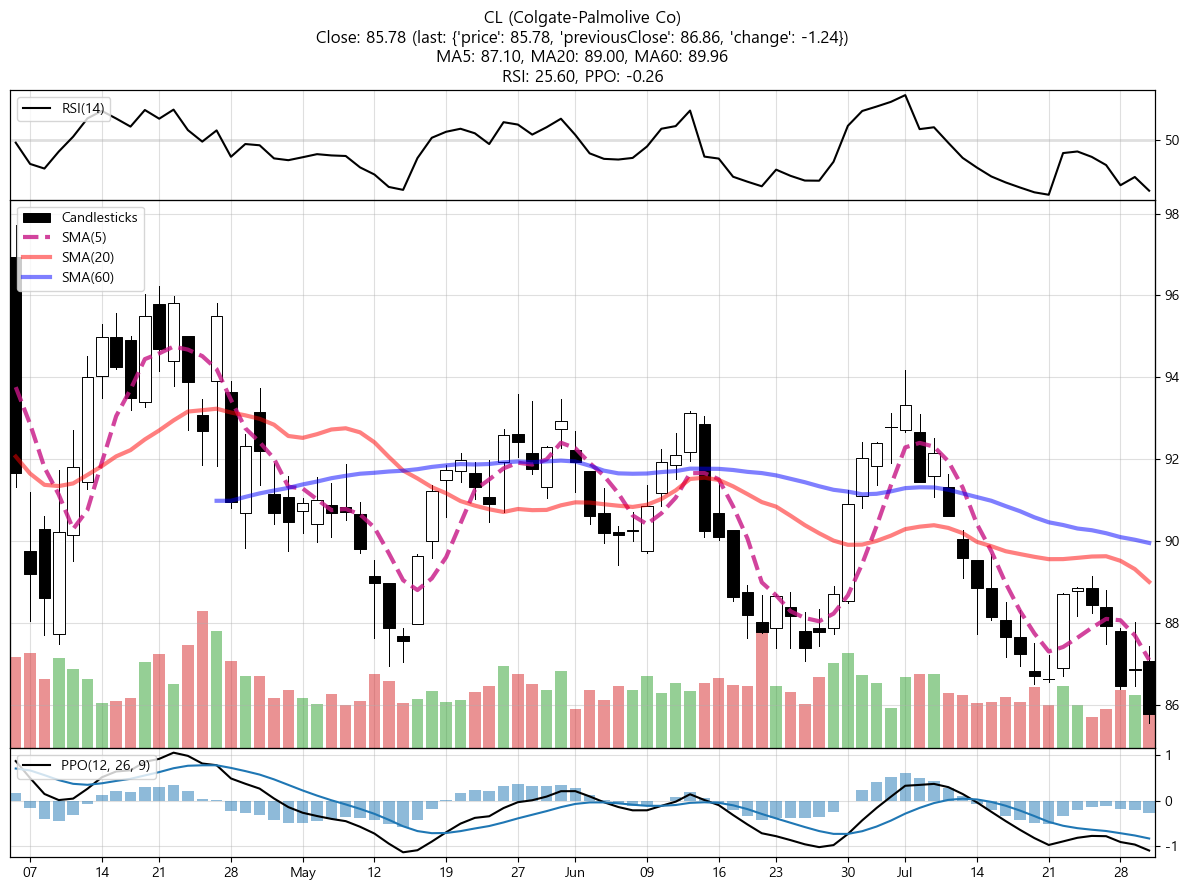 CL (Colgate-Palmolive Co)
Close: 85.78 (last: {'price': 85.78, 'previousClose': 86.86, 'change': -1.24})
MA5: 87.10, MA20: 89.00, MA60: 89.96
RSI: 25.60, PPO: -0.26
RSI(14)
50
Candlesticks
SMA(5)
SMA(20)
SMA(60)
98
96
94
92
90
88
86
PPO(12, 26, 9)
1
0
-1
07 14 21 28 May 12 19 27 Jun 09 16 23 30 Jul 14 21 28